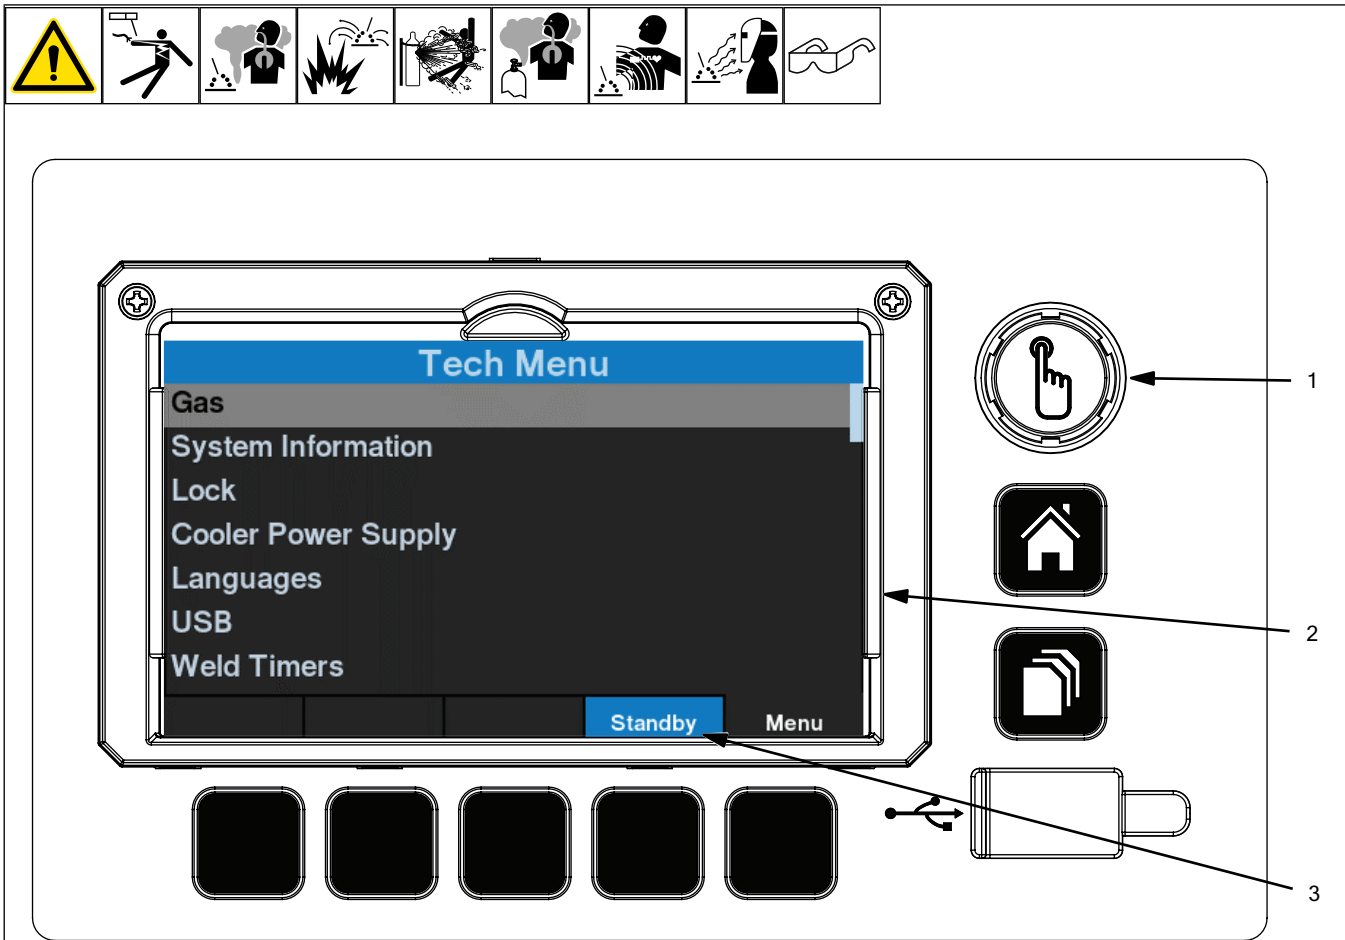 Tech Menu
Gas
System Information
Lock
Cooler Power Supply
Languages
USB
Weld Timers
Standby Menu
1
2
3